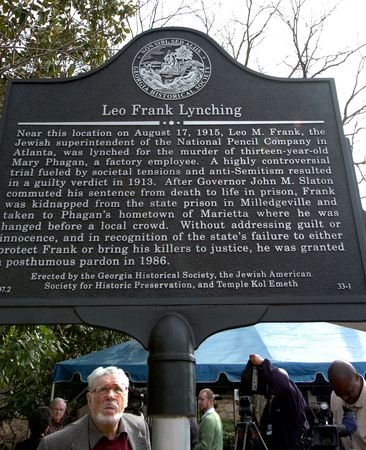 NON SIBI, SED ALIIS
GEORGIA HISTORICAL SOCIETY
Leo Frank Lynching
Near this location on August 17, 1915, Leo M. Frank, the
Jewish superintendent of the National Pencil Company in
Atlanta, was lynched for the murder of thirteen-year-old
Mary Phagan, a factory employee. A highly controversial
trial fueled by societal tensions and anti-Semitism resulted
in a guilty verdict in 1913. After Governor John M. Slaton
commuted his sentence from death to life in prison, Frank
was kidnapped from the state prison in Milledgeville and
taken to Phagan's hometown of Marietta where he was
hanged before a local crowd. Without addressing guilt or
innocence, and in recognition of the state's failure to either
protect Frank or bring his killers to justice, he was granted
a posthumous pardon in 1986.
Erected by the Georgia Historical Society, the Jewish American
Society for Historic Preservation, and Temple Kol Emeth
07.2 33-1